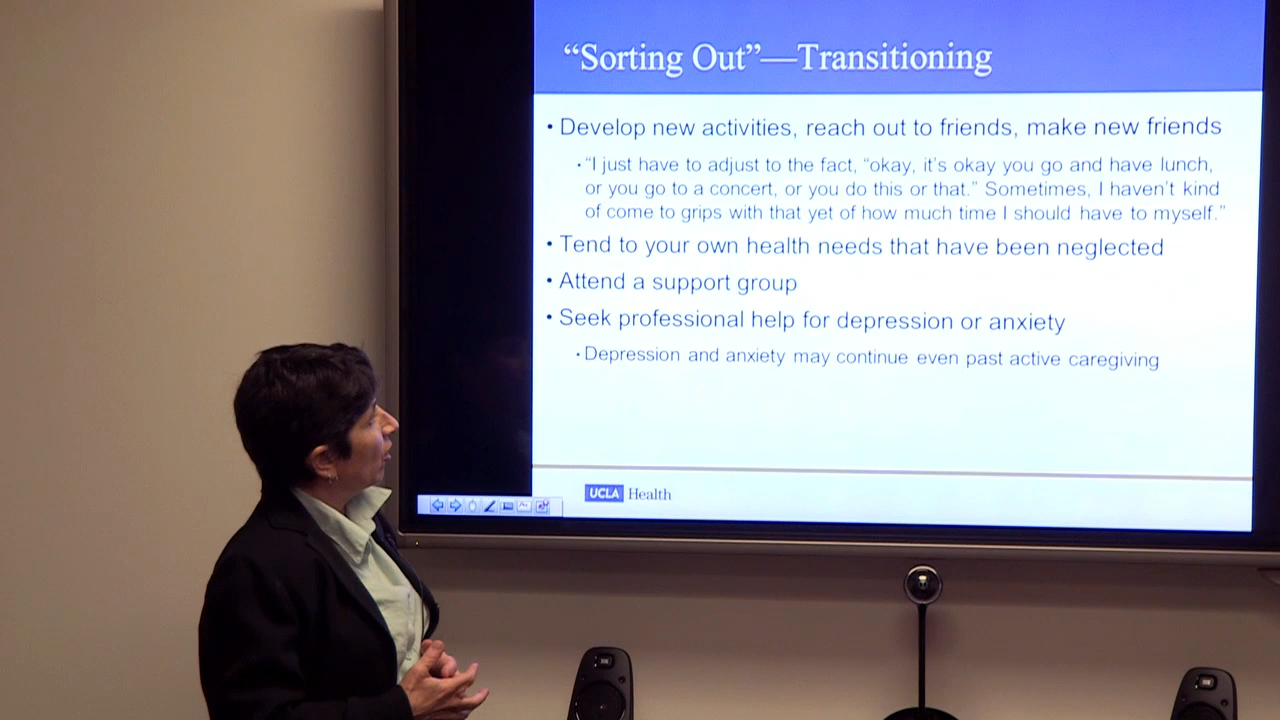 “Sorting Out”—Transitioning
• Develop new activities, reach out to friends, make new friends
• “I just have to adjust to the fact, “okay, it’s okay you go and have lunch,
or you go to a concert, or you do this or that.” Sometimes, I haven’t kind
of come to grips with that yet of how much time I should have to myself.”
• Tend to your own health needs that have been neglected
• Attend a support group
• Seek professional help for depression or anxiety
• Depression and anxiety may continue even past active caregiving
UCLA Health